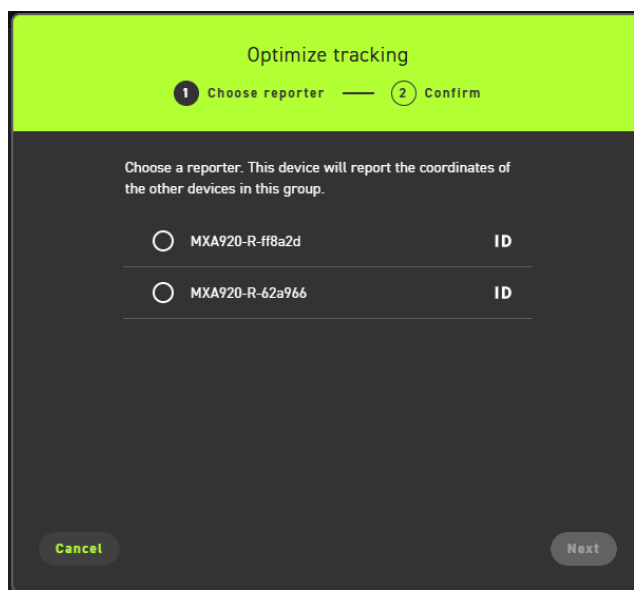 Optimize tracking
1 Choose reporter 2 Confirm
Choose a reporter. This device will report the coordinates of
the other devices in this group.
MXA920-R-ff8a2d ID
MXA920-R-62a966 ID
Cancel Next